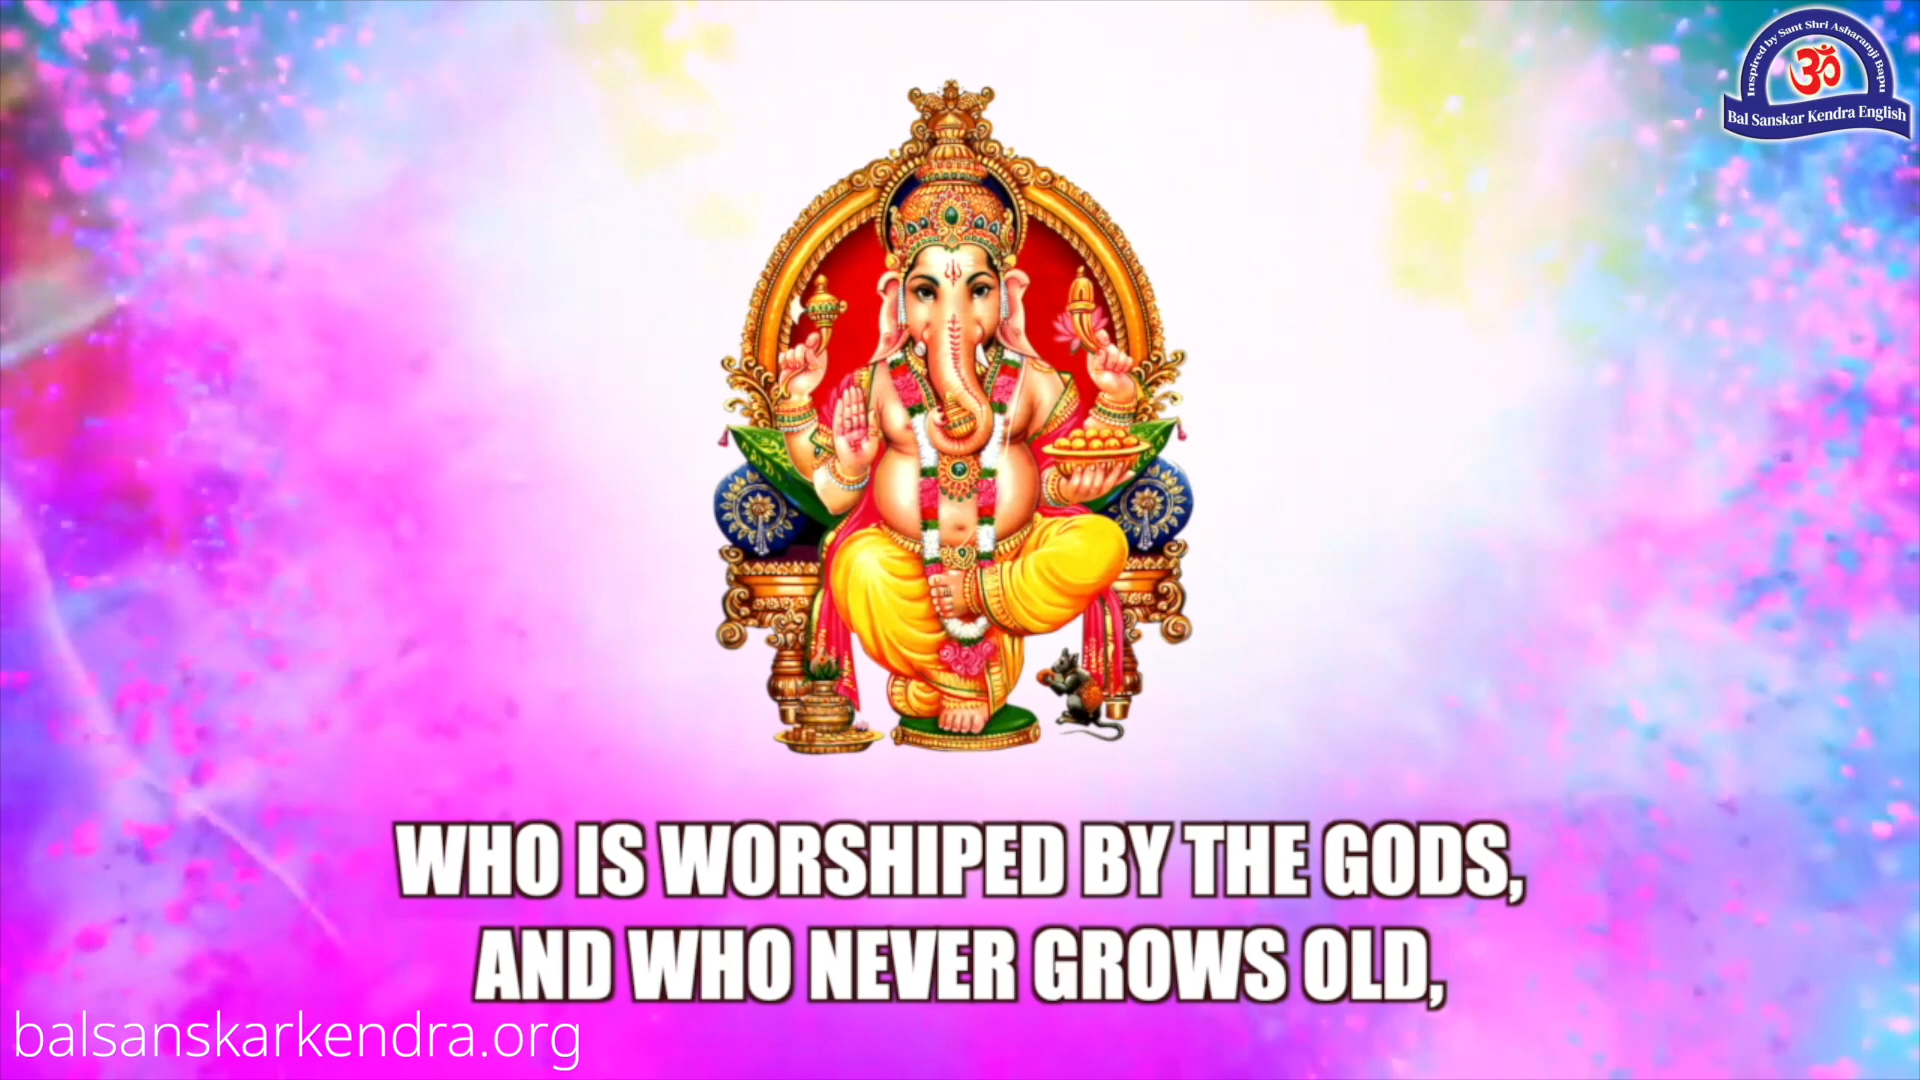 Inspired by Sant Shri Asharamji Bapu
ॐ
Bal Sanskar Kendra English
WHO IS WORSHIPED BY THE GODS,
AND WHO NEVER GROWS OLD,
balsanskarkendra.org